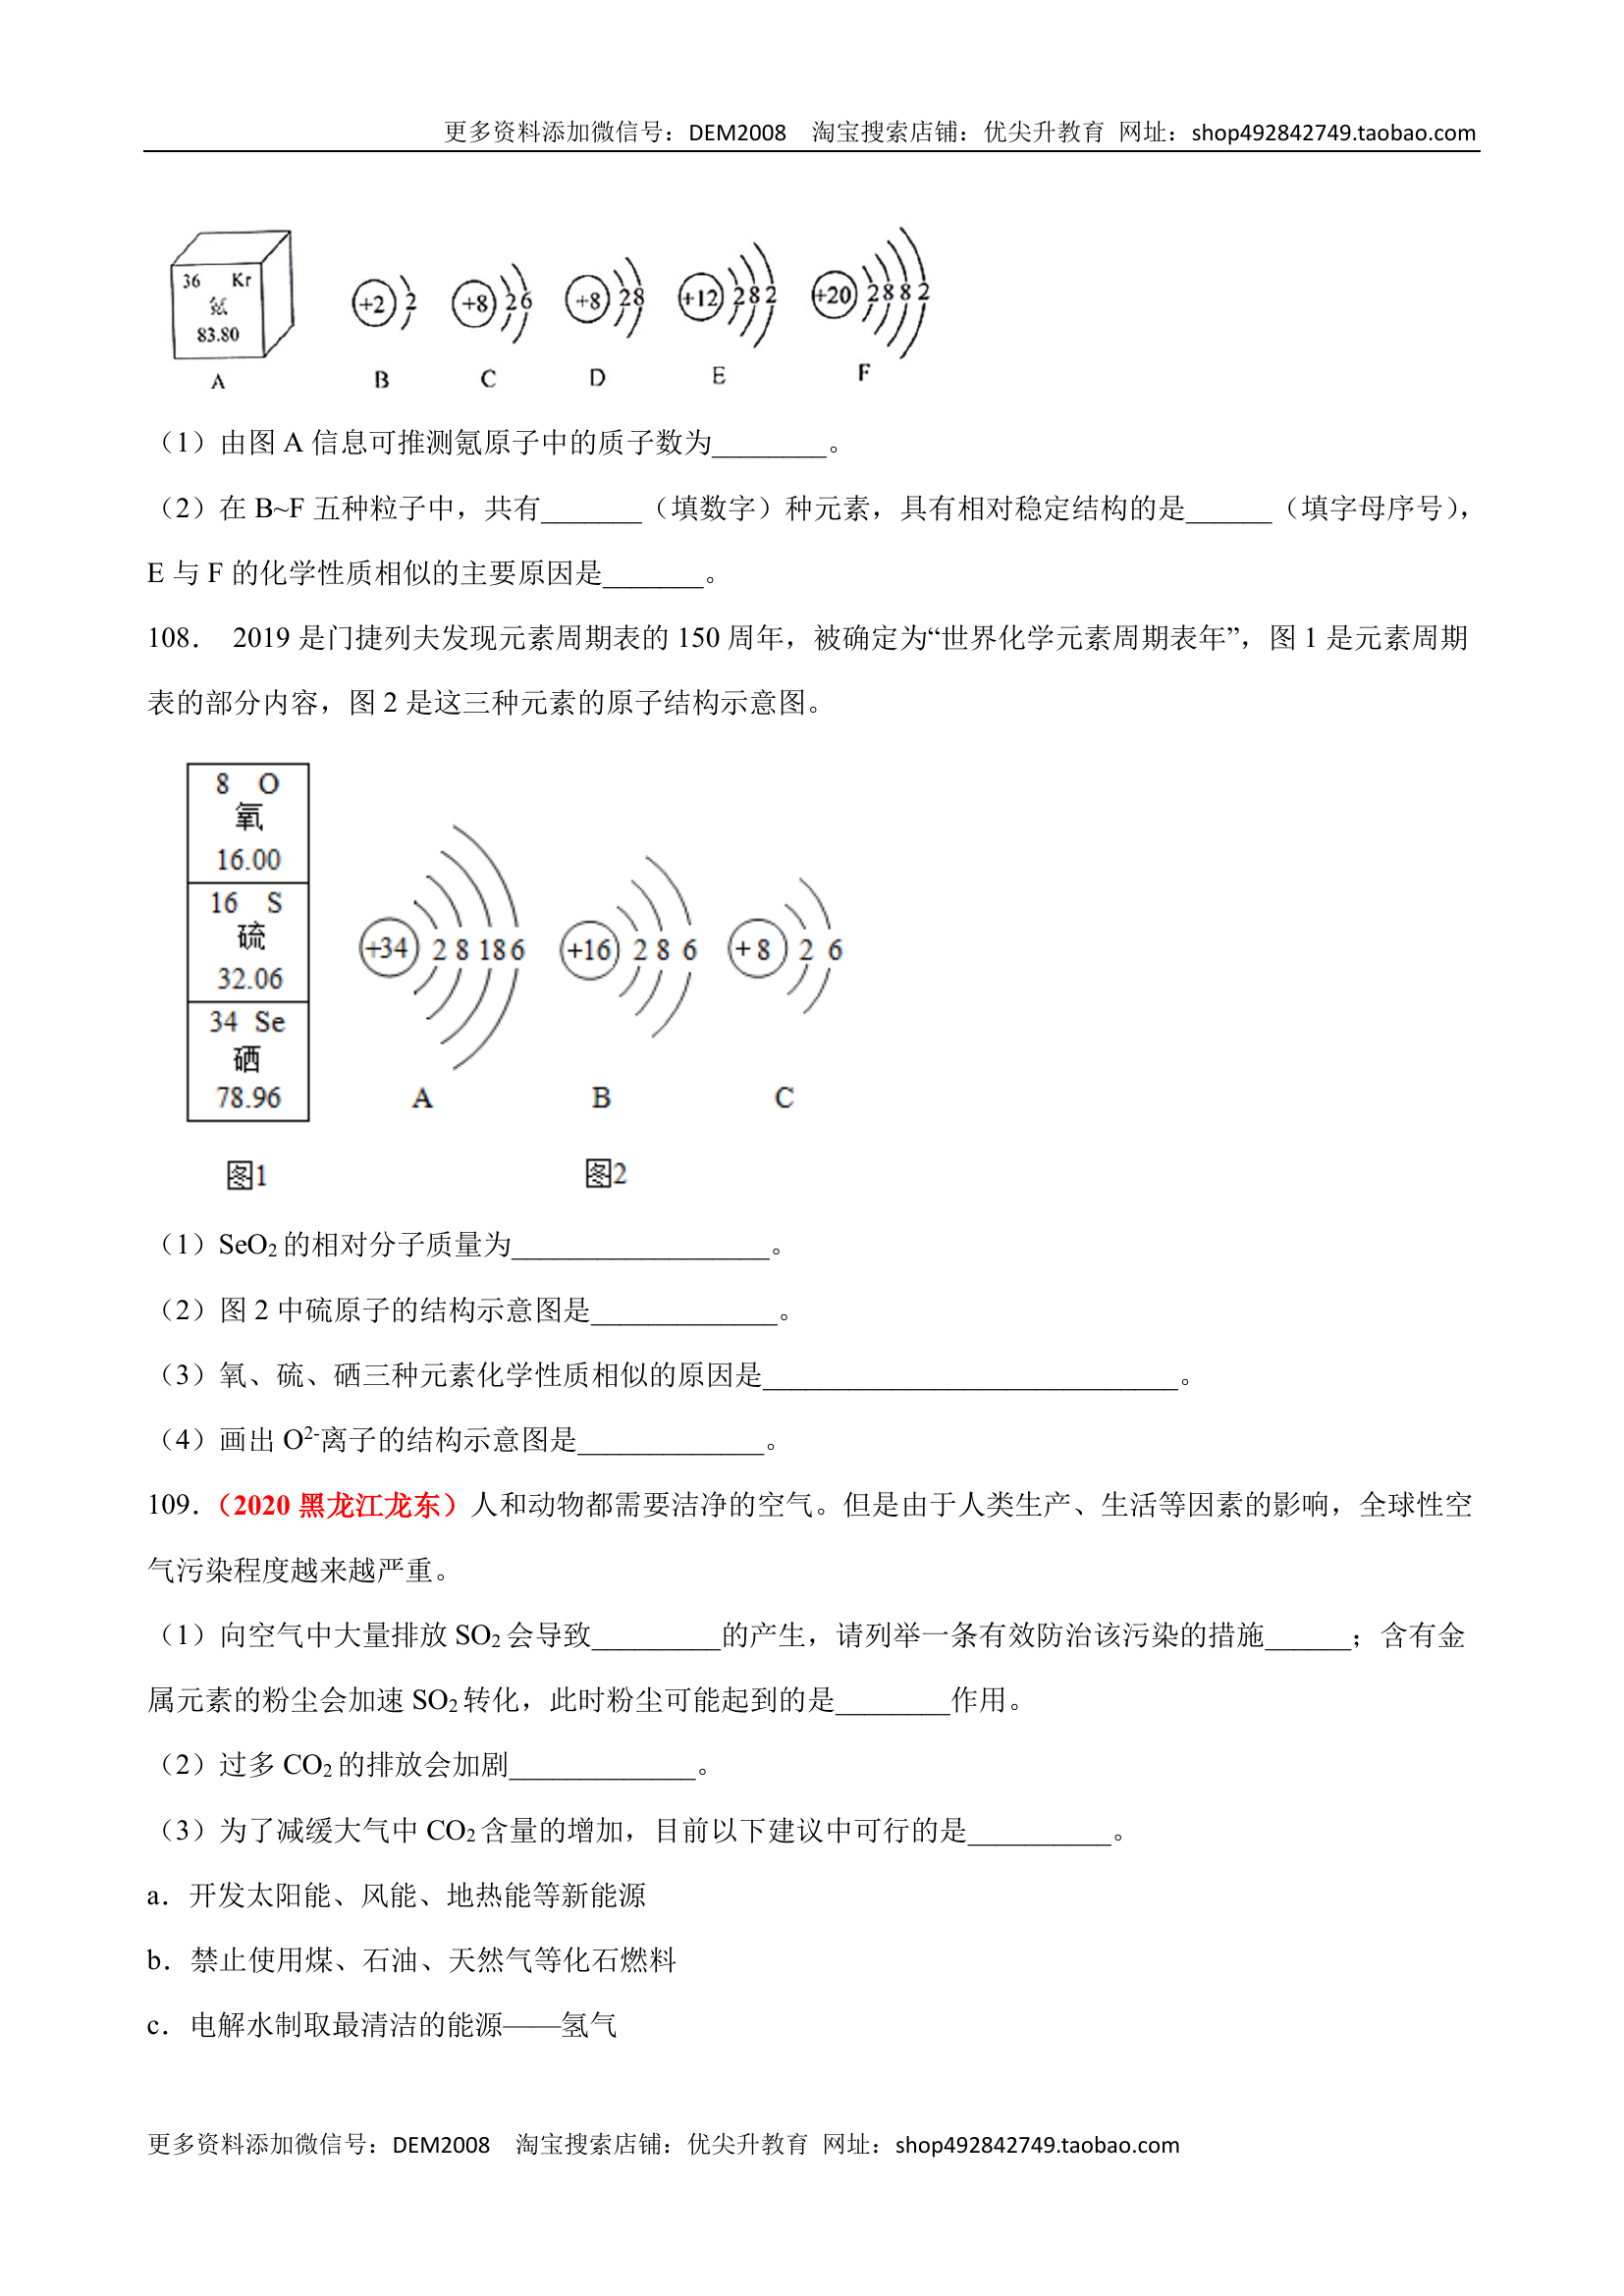 更多资料添加微信号：DEM2008 淘宝搜索店铺：优尖升教育 网址：shop492842749.taobao.com
36 Kr
氪
83.80
A
+2 2
B
+8 2 6
C
+8 2 8
D
+12 2 8 2
E
+20 2 8 8 2
F
（1）由图 A 信息可推测氪原子中的质子数为________。
（2）在 B~F 五种粒子中，共有_______（填数字）种元素，具有相对稳定结构的是______（填字母序号），
E 与 F 的化学性质相似的主要原因是_______。
108． 2019 是门捷列夫发现元素周期表的 150 周年，被确定为“世界化学元素周期表年”，图 1 是元素周期
表的部分内容，图 2 是这三种元素的原子结构示意图。
8 O
氧
16.00
16 S
硫
32.06
34 Se
硒
78.96
图1
+34 2 8 18 6
A
+16 2 8 6
B
+8 2 6
C
图2
（1）SeO₂的相对分子质量为__________________。
（2）图 2 中硫原子的结构示意图是_____________。
（3）氧、硫、硒三种元素化学性质相似的原因是_____________________________。
（4）画出 O²⁻离子的结构示意图是_____________。
109．（2020 黑龙江龙东）人和动物都需要洁净的空气。但是由于人类生产、生活等因素的影响，全球性空
气污染程度越来越严重。
（1）向空气中大量排放 SO₂会导致_________的产生，请列举一条有效防治该污染的措施______；含有金
属元素的粉尘会加速 SO₂转化，此时粉尘可能起到的是________作用。
（2）过多 CO₂的排放会加剧_____________。
（3）为了减缓大气中 CO₂含量的增加，目前以下建议中可行的是__________。
a．开发太阳能、风能、地热能等新能源
b．禁止使用煤、石油、天然气等化石燃料
c．电解水制取最清洁的能源——氢气
更多资料添加微信号：DEM2008 淘宝搜索店铺：优尖升教育 网址：shop492842749.taobao.com